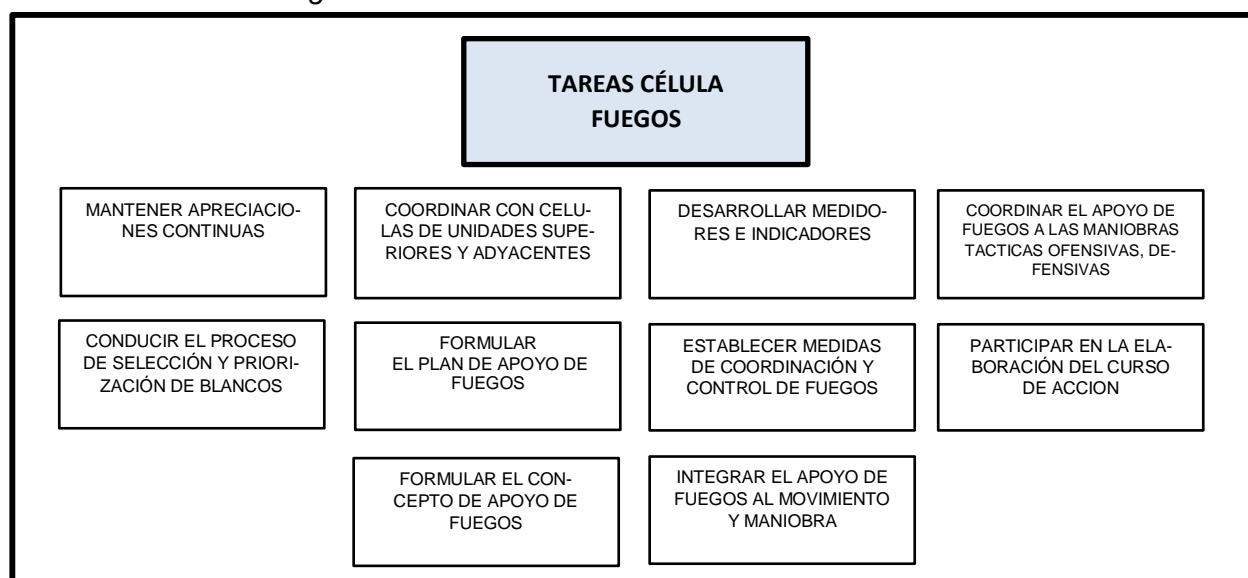 TAREAS CÉLULA
FUEGOS
MANTENER APRECIACIO-
NES CONTINUAS
COORDINAR CON CELU-
LAS DE UNIDADES SUPE-
RIORES Y ADYACENTES
DESARROLLAR MEDIDO-
RES E INDICADORES
COORDINAR EL APOYO DE
FUEGOS A LAS MANIOBRAS
TACTICAS OFENSIVAS, DE-
FENSIVAS
CONDUCIR EL PROCESO
DE SELECCIÓN Y PRIORI-
ZACIÓN DE BLANCOS
FORMULAR
EL PLAN DE APOYO DE
FUEGOS
ESTABLECER MEDIDAS
DE COORDINACIÓN Y
CONTROL DE FUEGOS
PARTICIPAR EN LA ELA-
BORACIÓN DEL CURSO
DE ACCION
FORMULAR EL CON-
CEPTO DE APOYO DE
FUEGOS
INTEGRAR EL APOYO DE
FUEGOS AL MOVIMIENTO
Y MANIOBRA